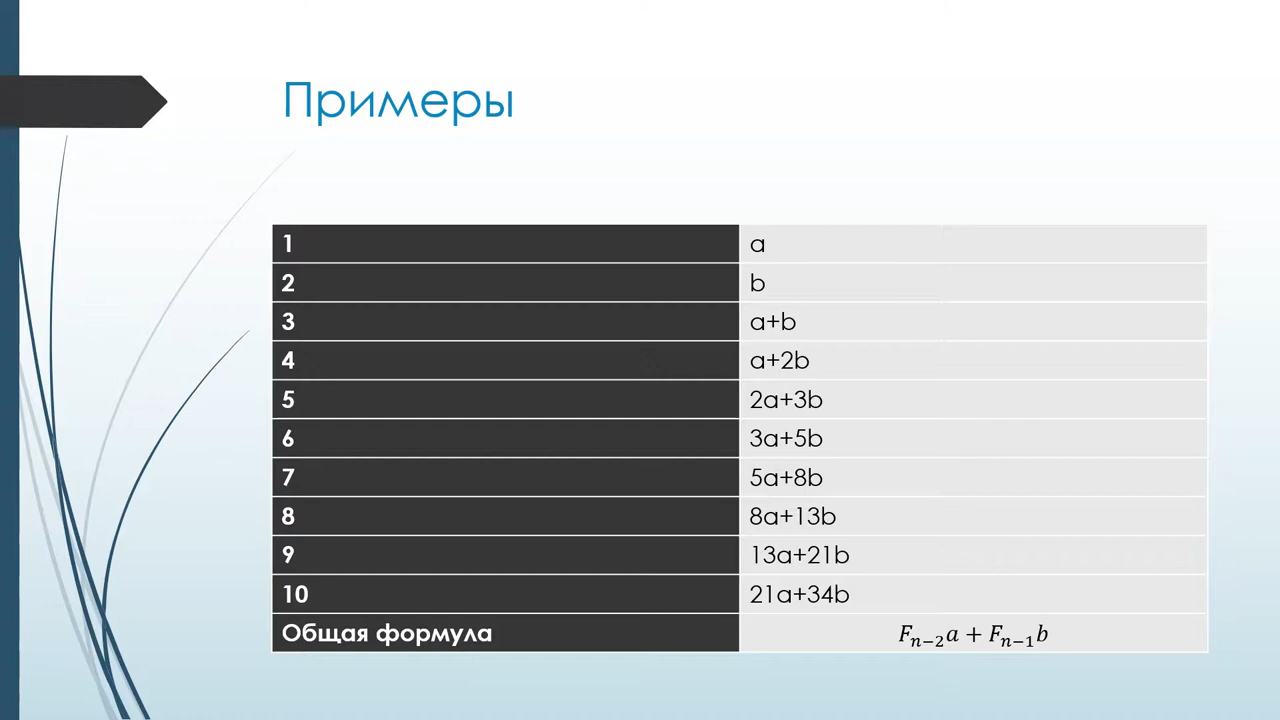 Примеры
1 a
2 b
3 a+b
4 a+2b
5 2a+3b
6 3a+5b
7 5a+8b
8 8a+13b
9 13a+21b
10 21a+34b
Общая формула F_{n-2}a + F_{n-1}b